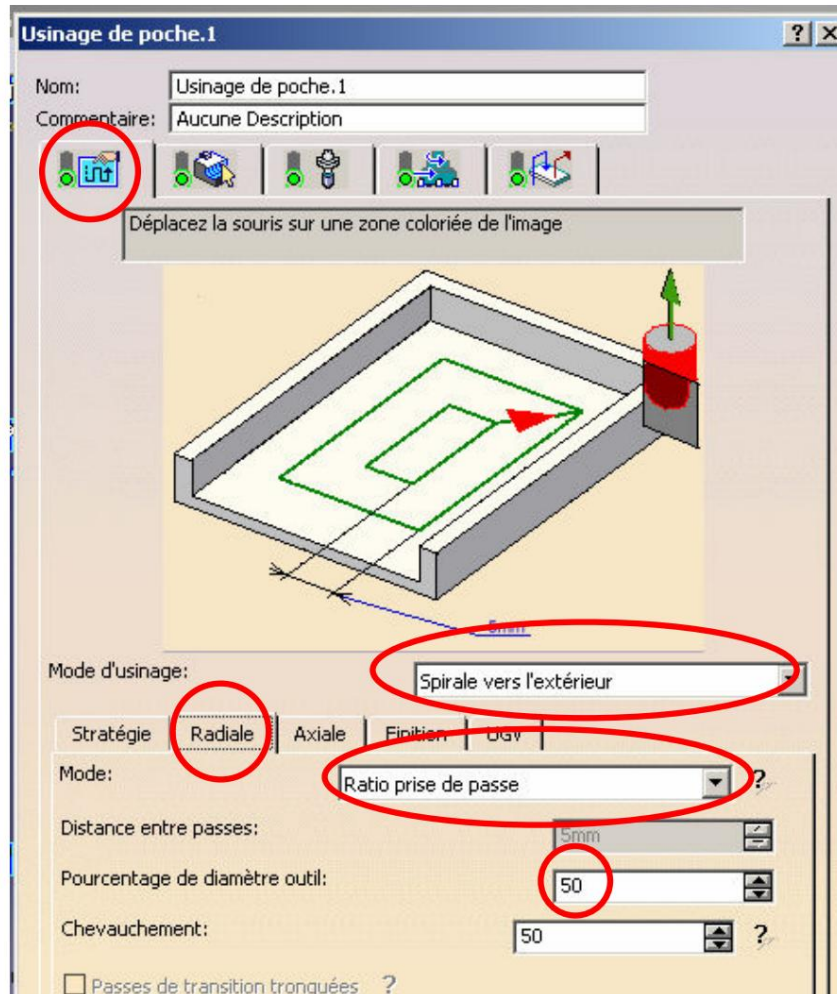 Usinage de poche.1
Nom: Usinage de poche.1
Commentaire: Aucune Description
Déplacez la souris sur une zone coloriée de l'image
5mm
Mode d'usinage: Spirale vers l'extérieur
Stratégie Radiale Axiale Finition UGV
Mode: Ratio prise de passe ?
Distance entre passes: 5mm
Pourcentage de diamètre outil: 50
Chevauchement: 50 ?
Passes de transition tronquées ?